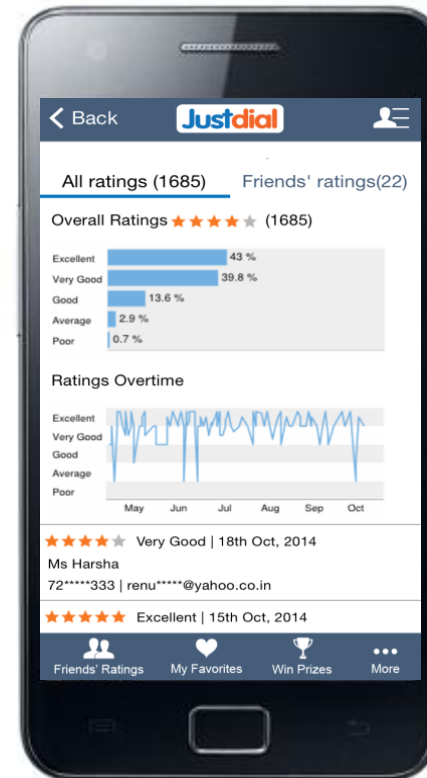 Back
Justdial
All ratings (1685) Friends' ratings(22)
Overall Ratings (1685)
Excellent 43 %
Very Good 39.8 %
Good 13.6 %
Average 2.9 %
Poor 0.7 %
Ratings Overtime
Excellent
Very Good
Good
Average
Poor
May Jun Jul Aug Sep Oct
Very Good | 18th Oct, 2014
Ms Harsha
72*****333 | renu*****@yahoo.co.in
Excellent | 15th Oct, 2014
Friends' Ratings My Favorites Win Prizes More